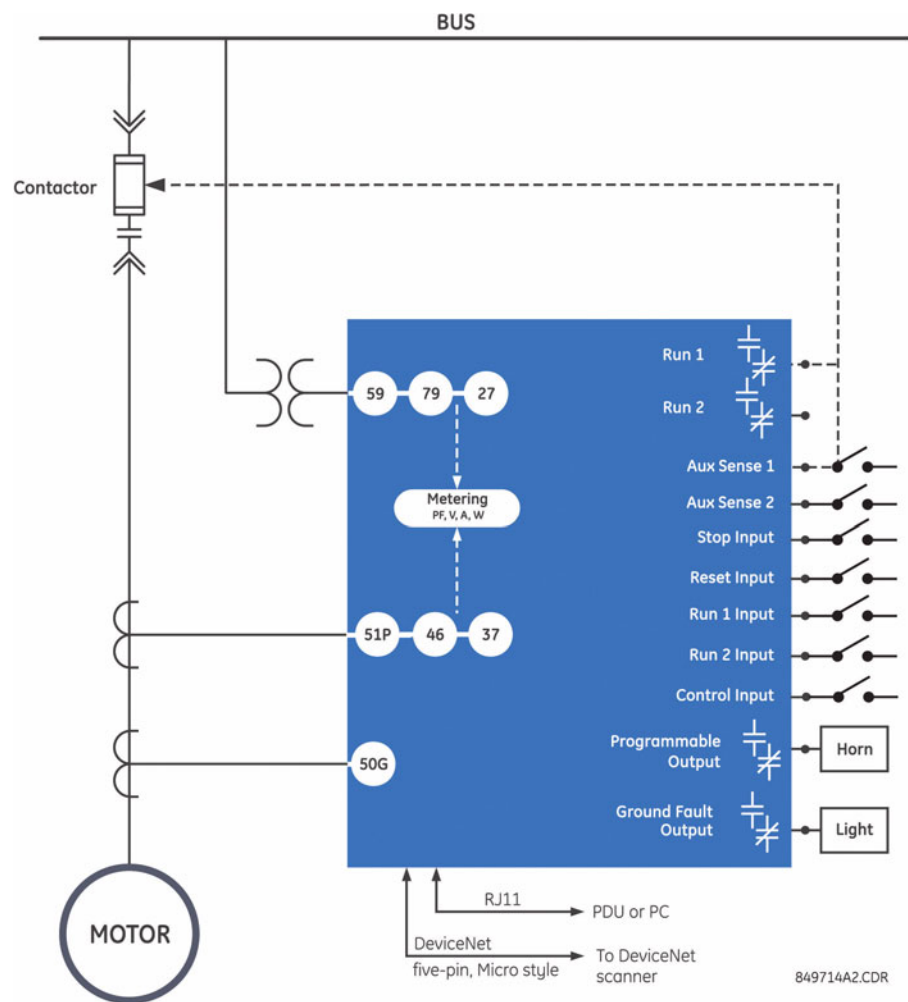 BUS
Contactor
Run 1
59
79
27
Run 2
Aux Sense 1
Metering
PF, V, A, W
Aux Sense 2
Stop Input
Reset Input
Run 1 Input
51P
46
37
Run 2 Input
Control Input
Programmable
Output
Horn
50G
Ground Fault
Output
Light
RJ11
PDU or PC
MOTOR
DeviceNet
five-pin, Micro style
To DeviceNet
scanner
849714A2.CDR